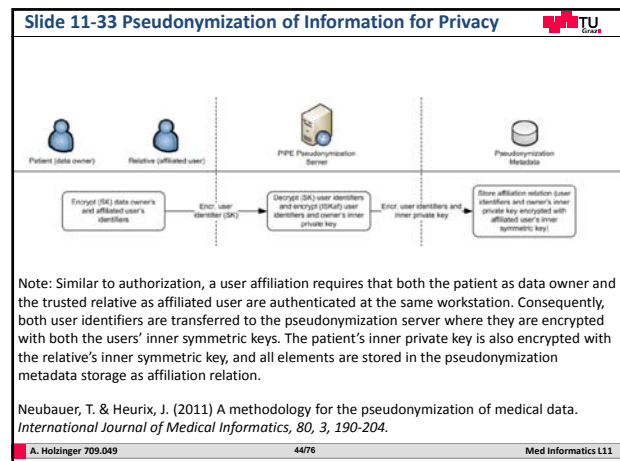 Slide 11-33 Pseudonymization of Information for Privacy
TU
Graz
Patient (data owner)
Relative (affiliated user)
PIPE Pseudonymization
Server
Pseudonymization
Metadata
Encrypt (SK) data owner's
and affiliated user's
identifiers
Encr. user
identifier (SK)
Decrypt (SK) user identifiers
and encrypt (ISKaf) user
identifiers and owner's inner
private key
Encr. user identifiers and
inner private key
Store affiliation relation (user
identifiers and owner's inner
private key encrypted with
affiliated user's inner
symmetric key)
Note: Similar to authorization, a user affiliation requires that both the patient as data owner and
the trusted relative as affiliated user are authenticated at the same workstation. Consequently,
both user identifiers are transferred to the pseudonymization server where they are encrypted
with both the users' inner symmetric keys. The patient's inner private key is also encrypted with
the relative's inner symmetric key, and all elements are stored in the pseudonymization
metadata storage as affiliation relation.
Neubauer, T. & Heurix, J. (2011) A methodology for the pseudonymization of medical data.
International Journal of Medical Informatics, 80, 3, 190-204.
A. Holzinger 709.049
44/76
Med Informatics L11